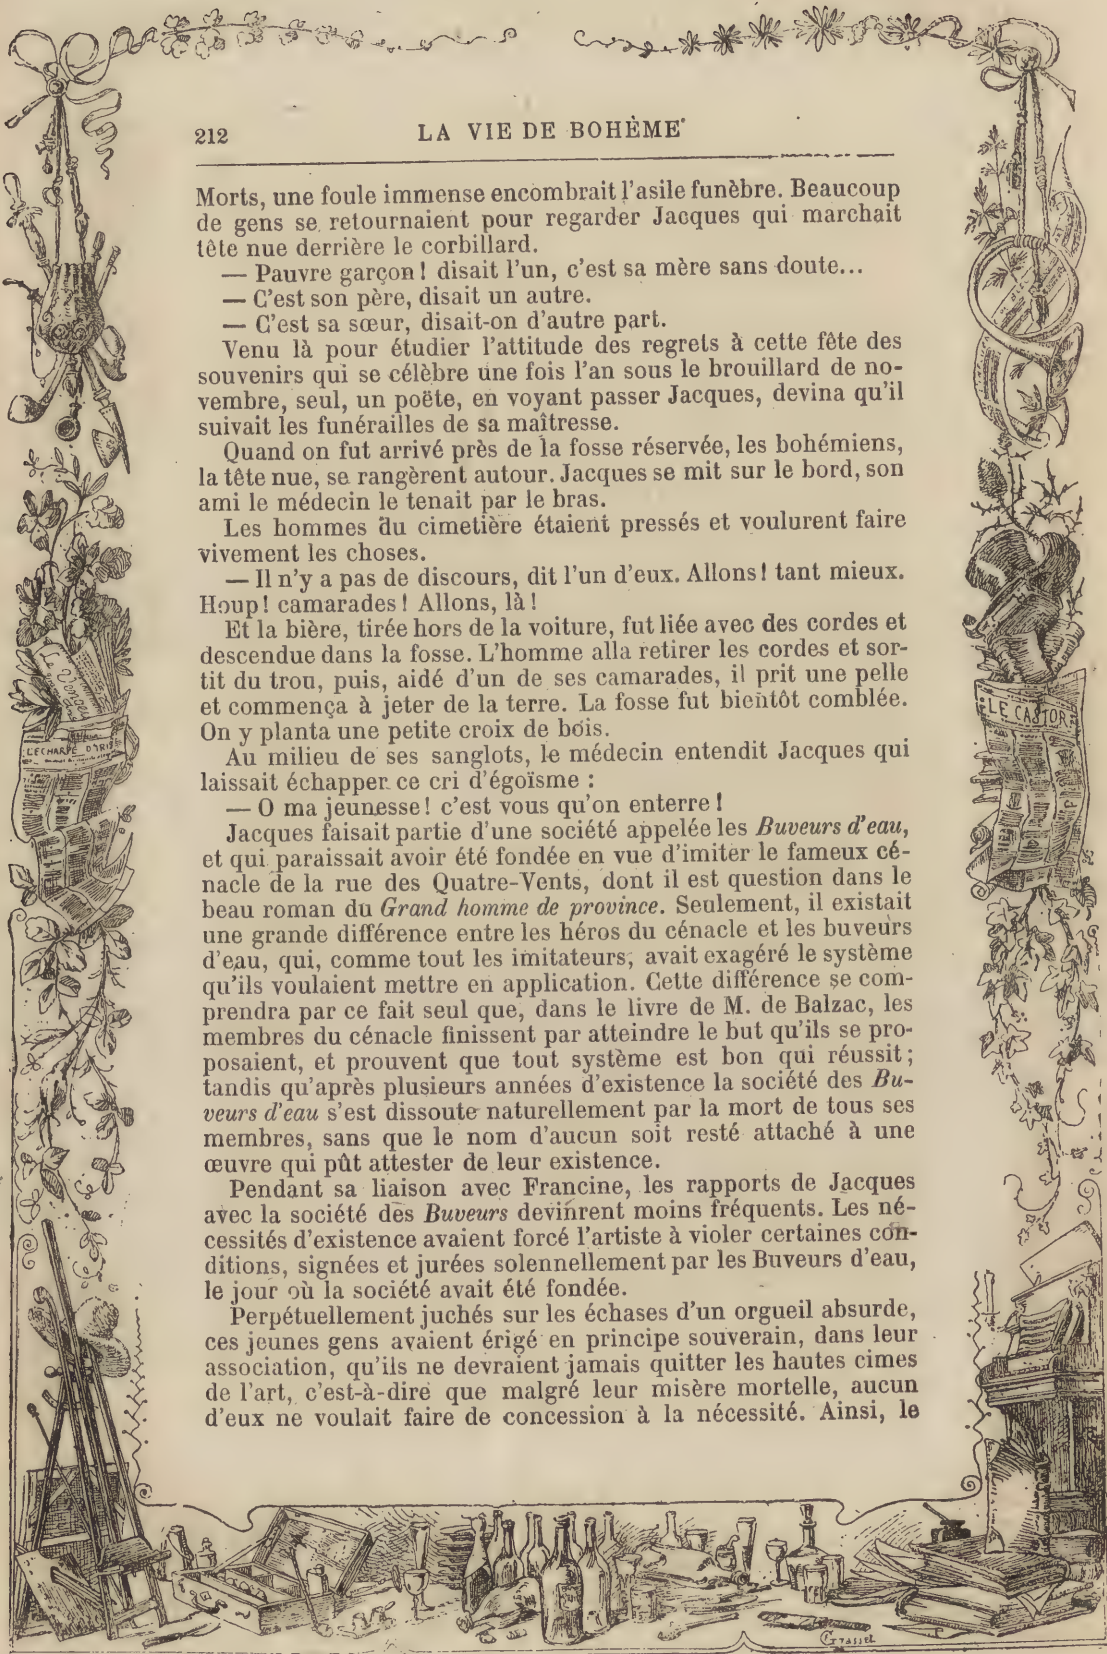 212 LA VIE DE BOHÈME
Morts, une foule immense encombrait l'asile funèbre. Beaucoup
de gens se retournaient pour regarder Jacques qui marchait
tête nue derrière le corbillard.
— Pauvre garçon ! disait l'un, c'est sa mère sans doute...
— C'est son père, disait un autre.
— C'est sa sœur, disait-on d'autre part.
Venu là pour étudier l'attitude des regrets à cette fête des
souvenirs qui se célèbre une fois l'an sous le brouillard de no-
vembre, seul, un poëte, en voyant passer Jacques, devina qu'il
suivait les funérailles de sa maîtresse.
Quand on fut arrivé près de la fosse réservée, les bohémiens,
la tête nue, se rangèrent autour. Jacques se mit sur le bord, son
ami le médecin le tenait par le bras.
Les hommes du cimetière étaient pressés et voulurent faire
vivement les choses.
— Il n'y a pas de discours, dit l'un d'eux. Allons ! tant mieux.
Houp ! camarades ! Allons, là !
Et la bière, tirée hors de la voiture, fut liée avec des cordes et
descendue dans la fosse. L'homme alla retirer les cordes et sor-
tit du trou, puis, aidé d'un de ses camarades, il prit une pelle
et commença à jeter de la terre. La fosse fut bientôt comblée.
On y planta une petite croix de bois.
Au milieu de ses sanglots, le médecin entendit Jacques qui
laissait échapper ce cri d'égoïsme :
— O ma jeunesse ! c'est vous qu'on enterre !
Jacques faisait partie d'une société appelée les Buveurs d'eau,
et qui paraissait avoir été fondée en vue d'imiter le fameux cé-
nacle de la rue des Quatre-Vents, dont il est question dans le
beau roman du Grand homme de province. Seulement, il existait
une grande différence entre les héros du cénacle et les buveurs
d'eau, qui, comme tout les imitateurs, avait exagéré le système
qu'ils voulaient mettre en application. Cette différence se com-
prendra par ce fait seul que, dans le livre de M. de Balzac, les
membres du cénacle finissent par atteindre le but qu'ils se pro-
posaient, et prouvent que tout système est bon qui réussit ;
tandis qu'après plusieurs années d'existence la société des Bu-
veurs d'eau s'est dissoute naturellement par la mort de tous ses
membres, sans que le nom d'aucun soit resté attaché à une
œuvre qui pût attester de leur existence.
Pendant sa liaison avec Francine, les rapports de Jacques
avec la société des Buveurs devinrent moins fréquents. Les né-
cessités d'existence avaient forcé l'artiste à violer certaines con-
ditions, signées et jurées solennellement par les Buveurs d'eau,
le jour où la société avait été fondée.
Perpétuellement juchés sur les échases d'un orgueil absurde,
ces jeunes gens avaient érigé en principe souverain, dans leur
association, qu'ils ne devraient jamais quitter les hautes cimes
de l'art, c'est-à-dire que malgré leur misère mortelle, aucun
d'eux ne voulait faire de concession à la nécessité. Ainsi, le
L'ECHARPE D'IRIS
LE CASTOR